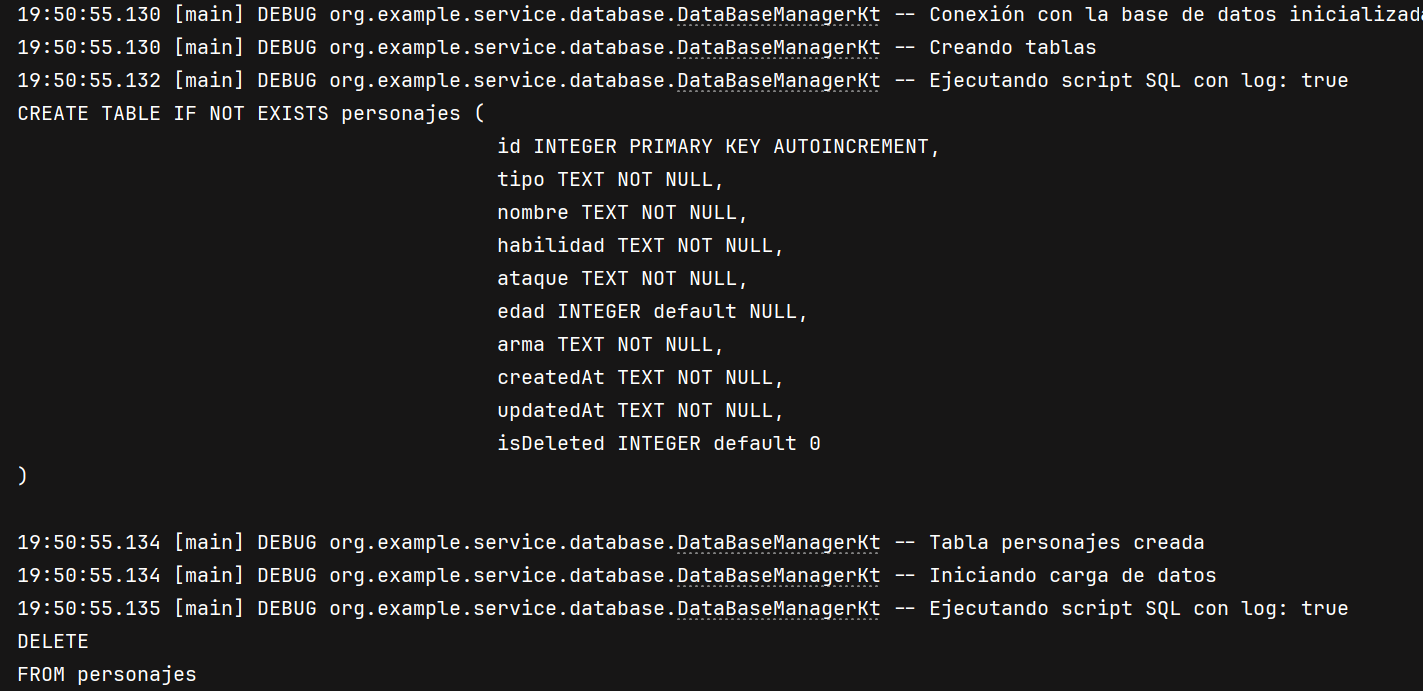 19:50:55.130 [main] DEBUG org.example.service.database.DataBaseManagerKt -- Conexión con la base de datos
19:50:55.130 [main] DEBUG org.example.service.database.DataBaseManagerKt -- Creando tablas
19:50:55.132 [main] DEBUG org.example.service.database.DataBaseManagerKt -- Ejecutando script SQL con log: true
CREATE TABLE IF NOT EXISTS personajes (
id INTEGER PRIMARY KEY AUTOINCREMENT,
tipo TEXT NOT NULL,
nombre TEXT NOT NULL,
habilidad TEXT NOT NULL,
ataque TEXT NOT NULL,
edad INTEGER default NULL,
arma TEXT NOT NULL,
createdAt TEXT NOT NULL,
updatedAt TEXT NOT NULL,
isDeleted INTEGER default 0
)
19:50:55.134 [main] DEBUG org.example.service.database.DataBaseManagerKt -- Tabla personajes creada
19:50:55.134 [main] DEBUG org.example.service.database.DataBaseManagerKt -- Iniciando carga de datos
19:50:55.135 [main] DEBUG org.example.service.database.DataBaseManagerKt -- Ejecutando script SQL con log: true
DELETE
FROM personajes